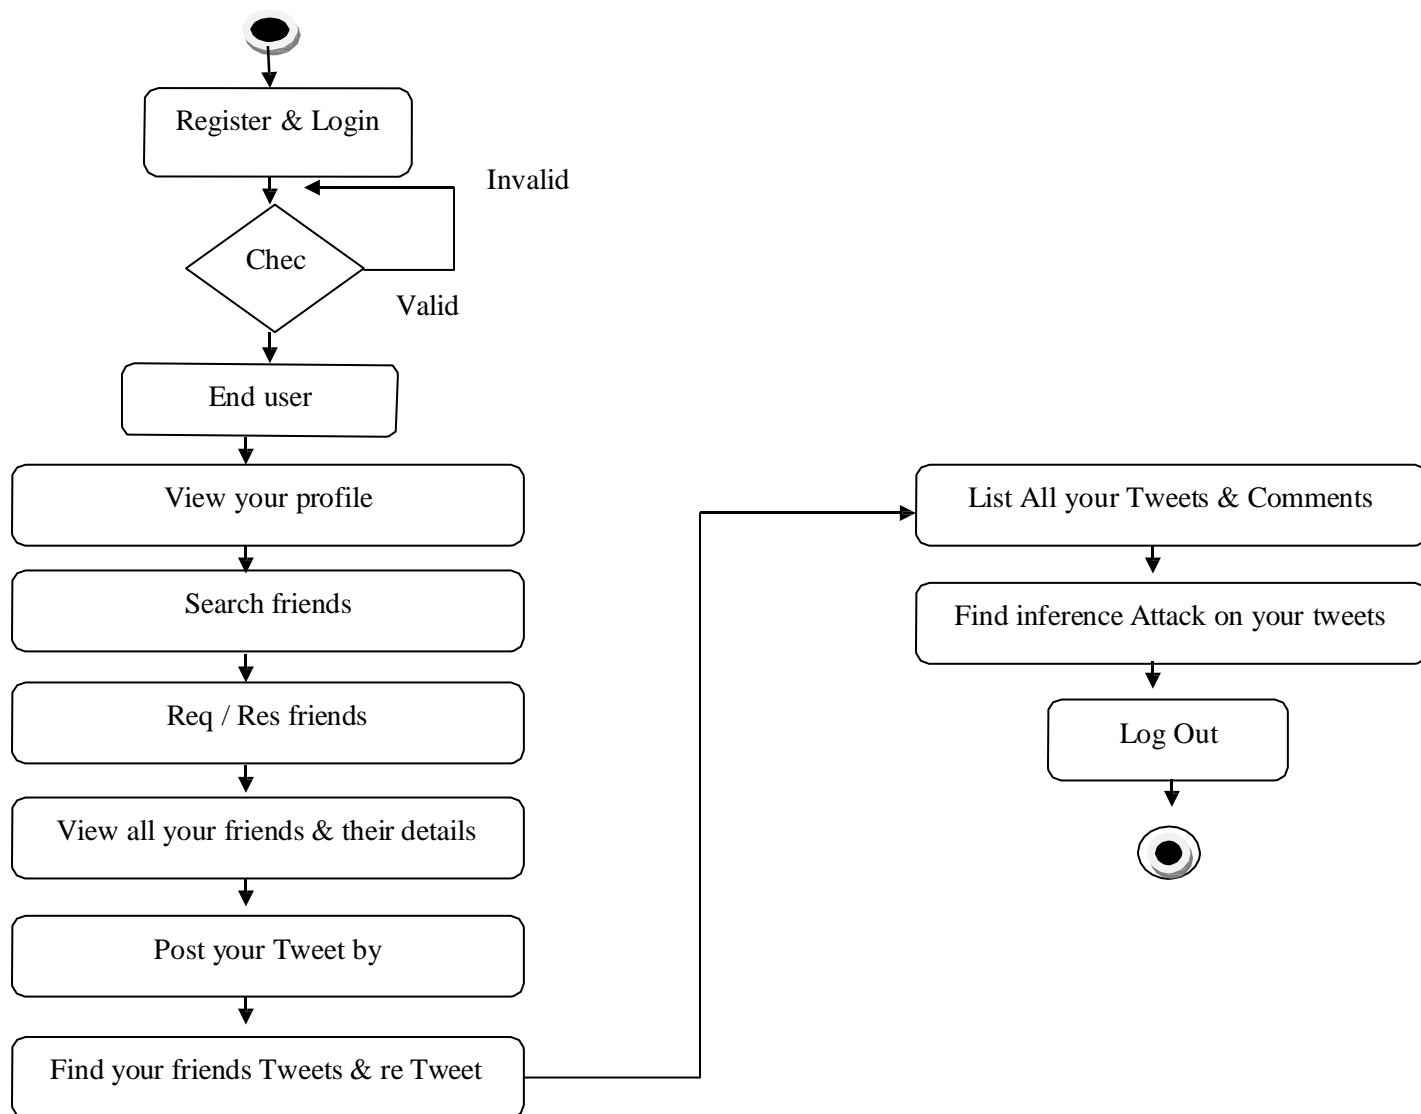 Register & Login
Invalid
Chec
Valid
End user
View your profile
Search friends
Req / Res friends
View all your friends & their details
Post your Tweet by
Find your friends Tweets & re Tweet
List All your Tweets & Comments
Find inference Attack on your tweets
Log Out